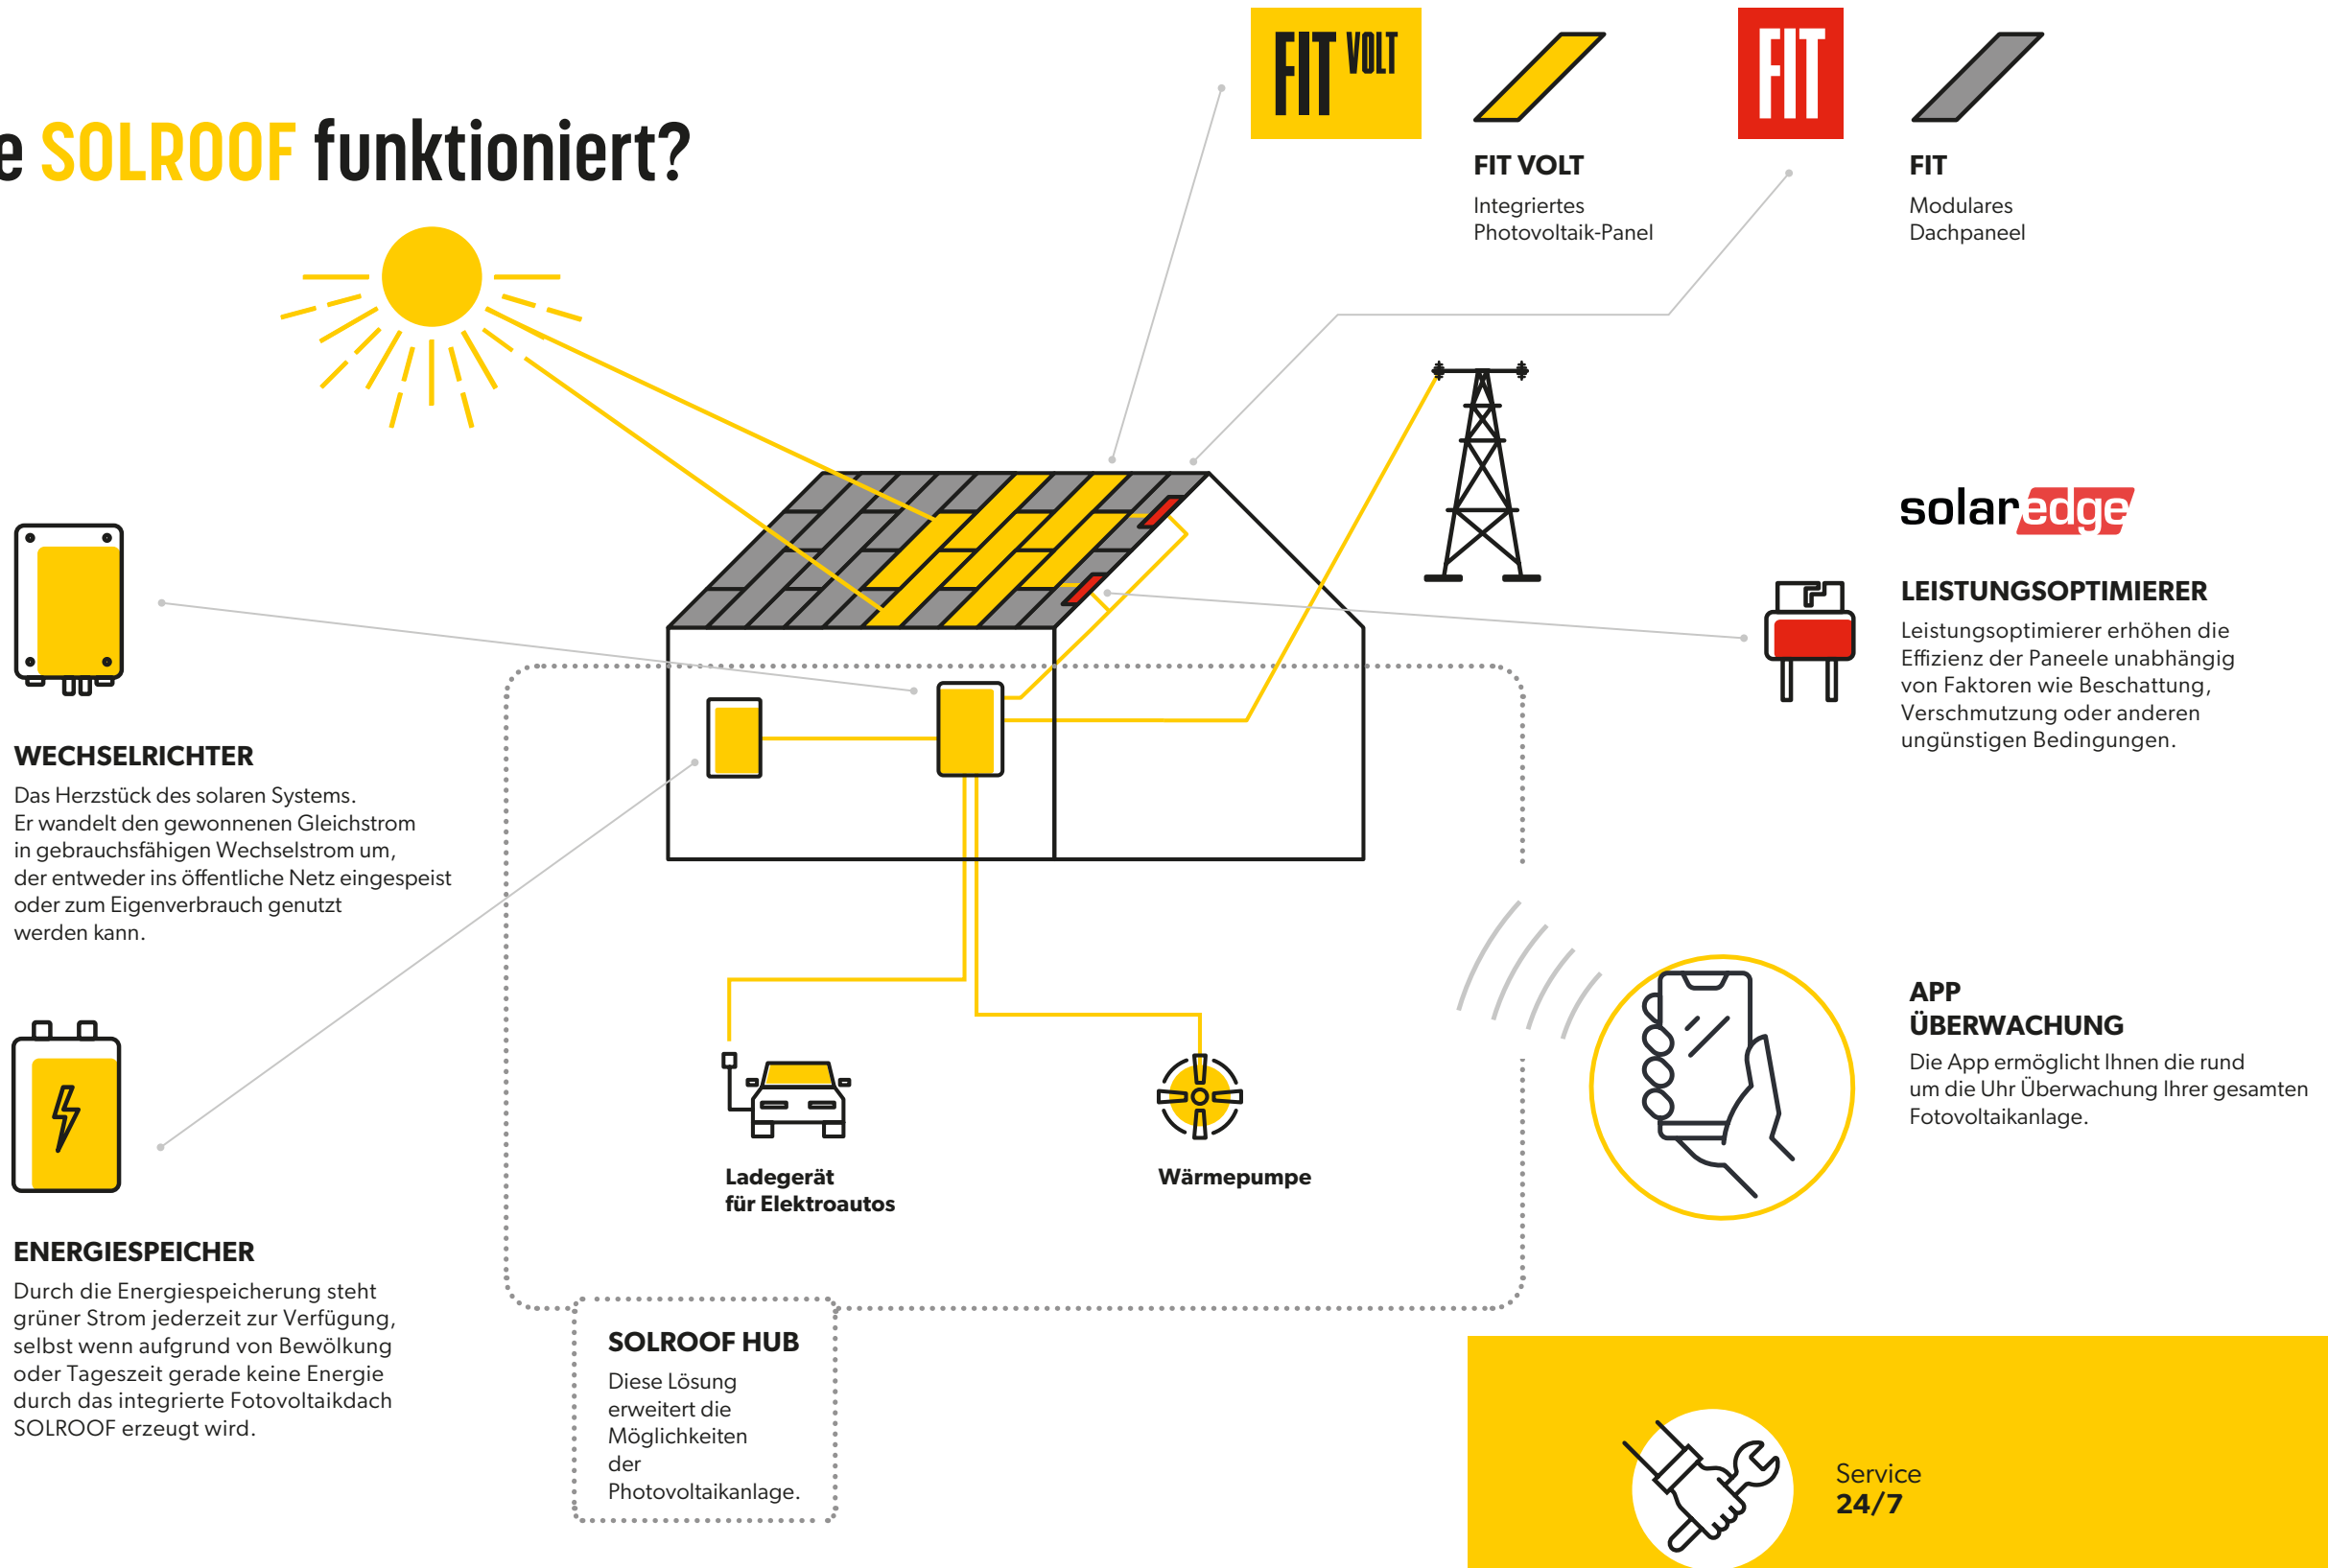 e SOLROOF funktioniert?
FIT VOLT
FIT VOLT
Integriertes
Photovoltaik-Panel
FIT
FIT
Modulares
Dachpaneel
solaredge
LEISTUNGSOPTIMIERER
Leistungsoptimierer erhöhen die
Effizienz der Paneele unabhängig
von Faktoren wie Beschattung,
Verschmutzung oder anderen
ungünstigen Bedingungen.
WECHSELRICHTER
Das Herzstück des solaren Systems.
Er wandelt den gewonnenen Gleichstrom
in gebrauchsfähigen Wechselstrom um,
der entweder ins öffentliche Netz eingespeist
oder zum Eigenverbrauch genutzt
werden kann.
APP
ÜBERWACHUNG
Die App ermöglicht Ihnen die rund
um die Uhr Überwachung Ihrer gesamten
Fotovoltaikanlage.
Ladegerät
für Elektroautos
Wärmepumpe
ENERGIESPEICHER
Durch die Energiespeicherung steht
grüner Strom jederzeit zur Verfügung,
selbst wenn aufgrund von Bewölkung
oder Tageszeit gerade keine Energie
durch das integrierte Fotovoltaikdach
SOLROOF erzeugt wird.
SOLROOF HUB
Diese Lösung
erweitert die
Möglichkeiten
der
Photovoltaikanlage.
Service
24/7